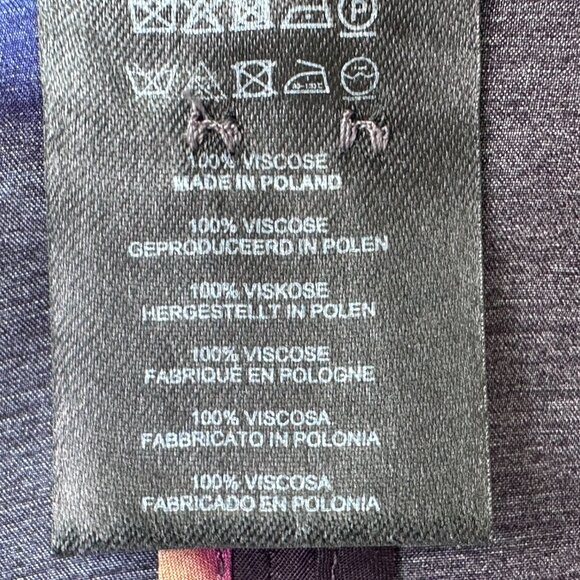 P
100% VISCOSE
MADE IN POLAND
100% VISCOSE
GEPRODUCEERD IN POLEN
100% VISKOSE
HERGESTELLT IN POLEN
100% VISCOSE
FABRIQUE EN POLOGNE
100% VISCOSA
FABBRICATO IN POLONIA
100% VISCOSA
FABRICADO EN POLONIA